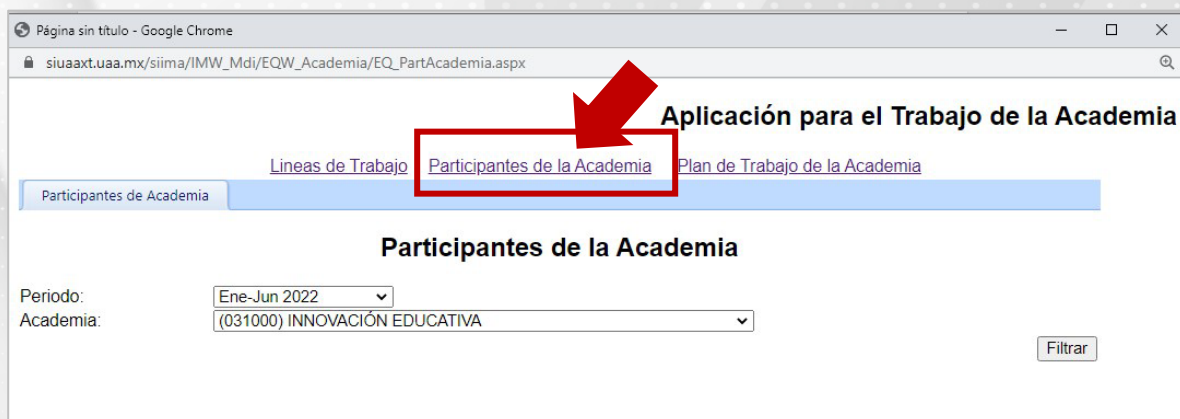 Página sin título - Google Chrome
siuaaxt.uaa.mx/siima/IMW_Mdi/EQW_Academia/EQ_PartAcademia.aspx
Aplicación para el Trabajo de la Academia
Lineas de Trabajo Participantes de la Academia Plan de Trabajo de la Academia
Participantes de Academia
Participantes de la Academia
Periodo: Ene-Jun 2022
Academia: (031000) INNOVACIÓN EDUCATIVA
Filtrar